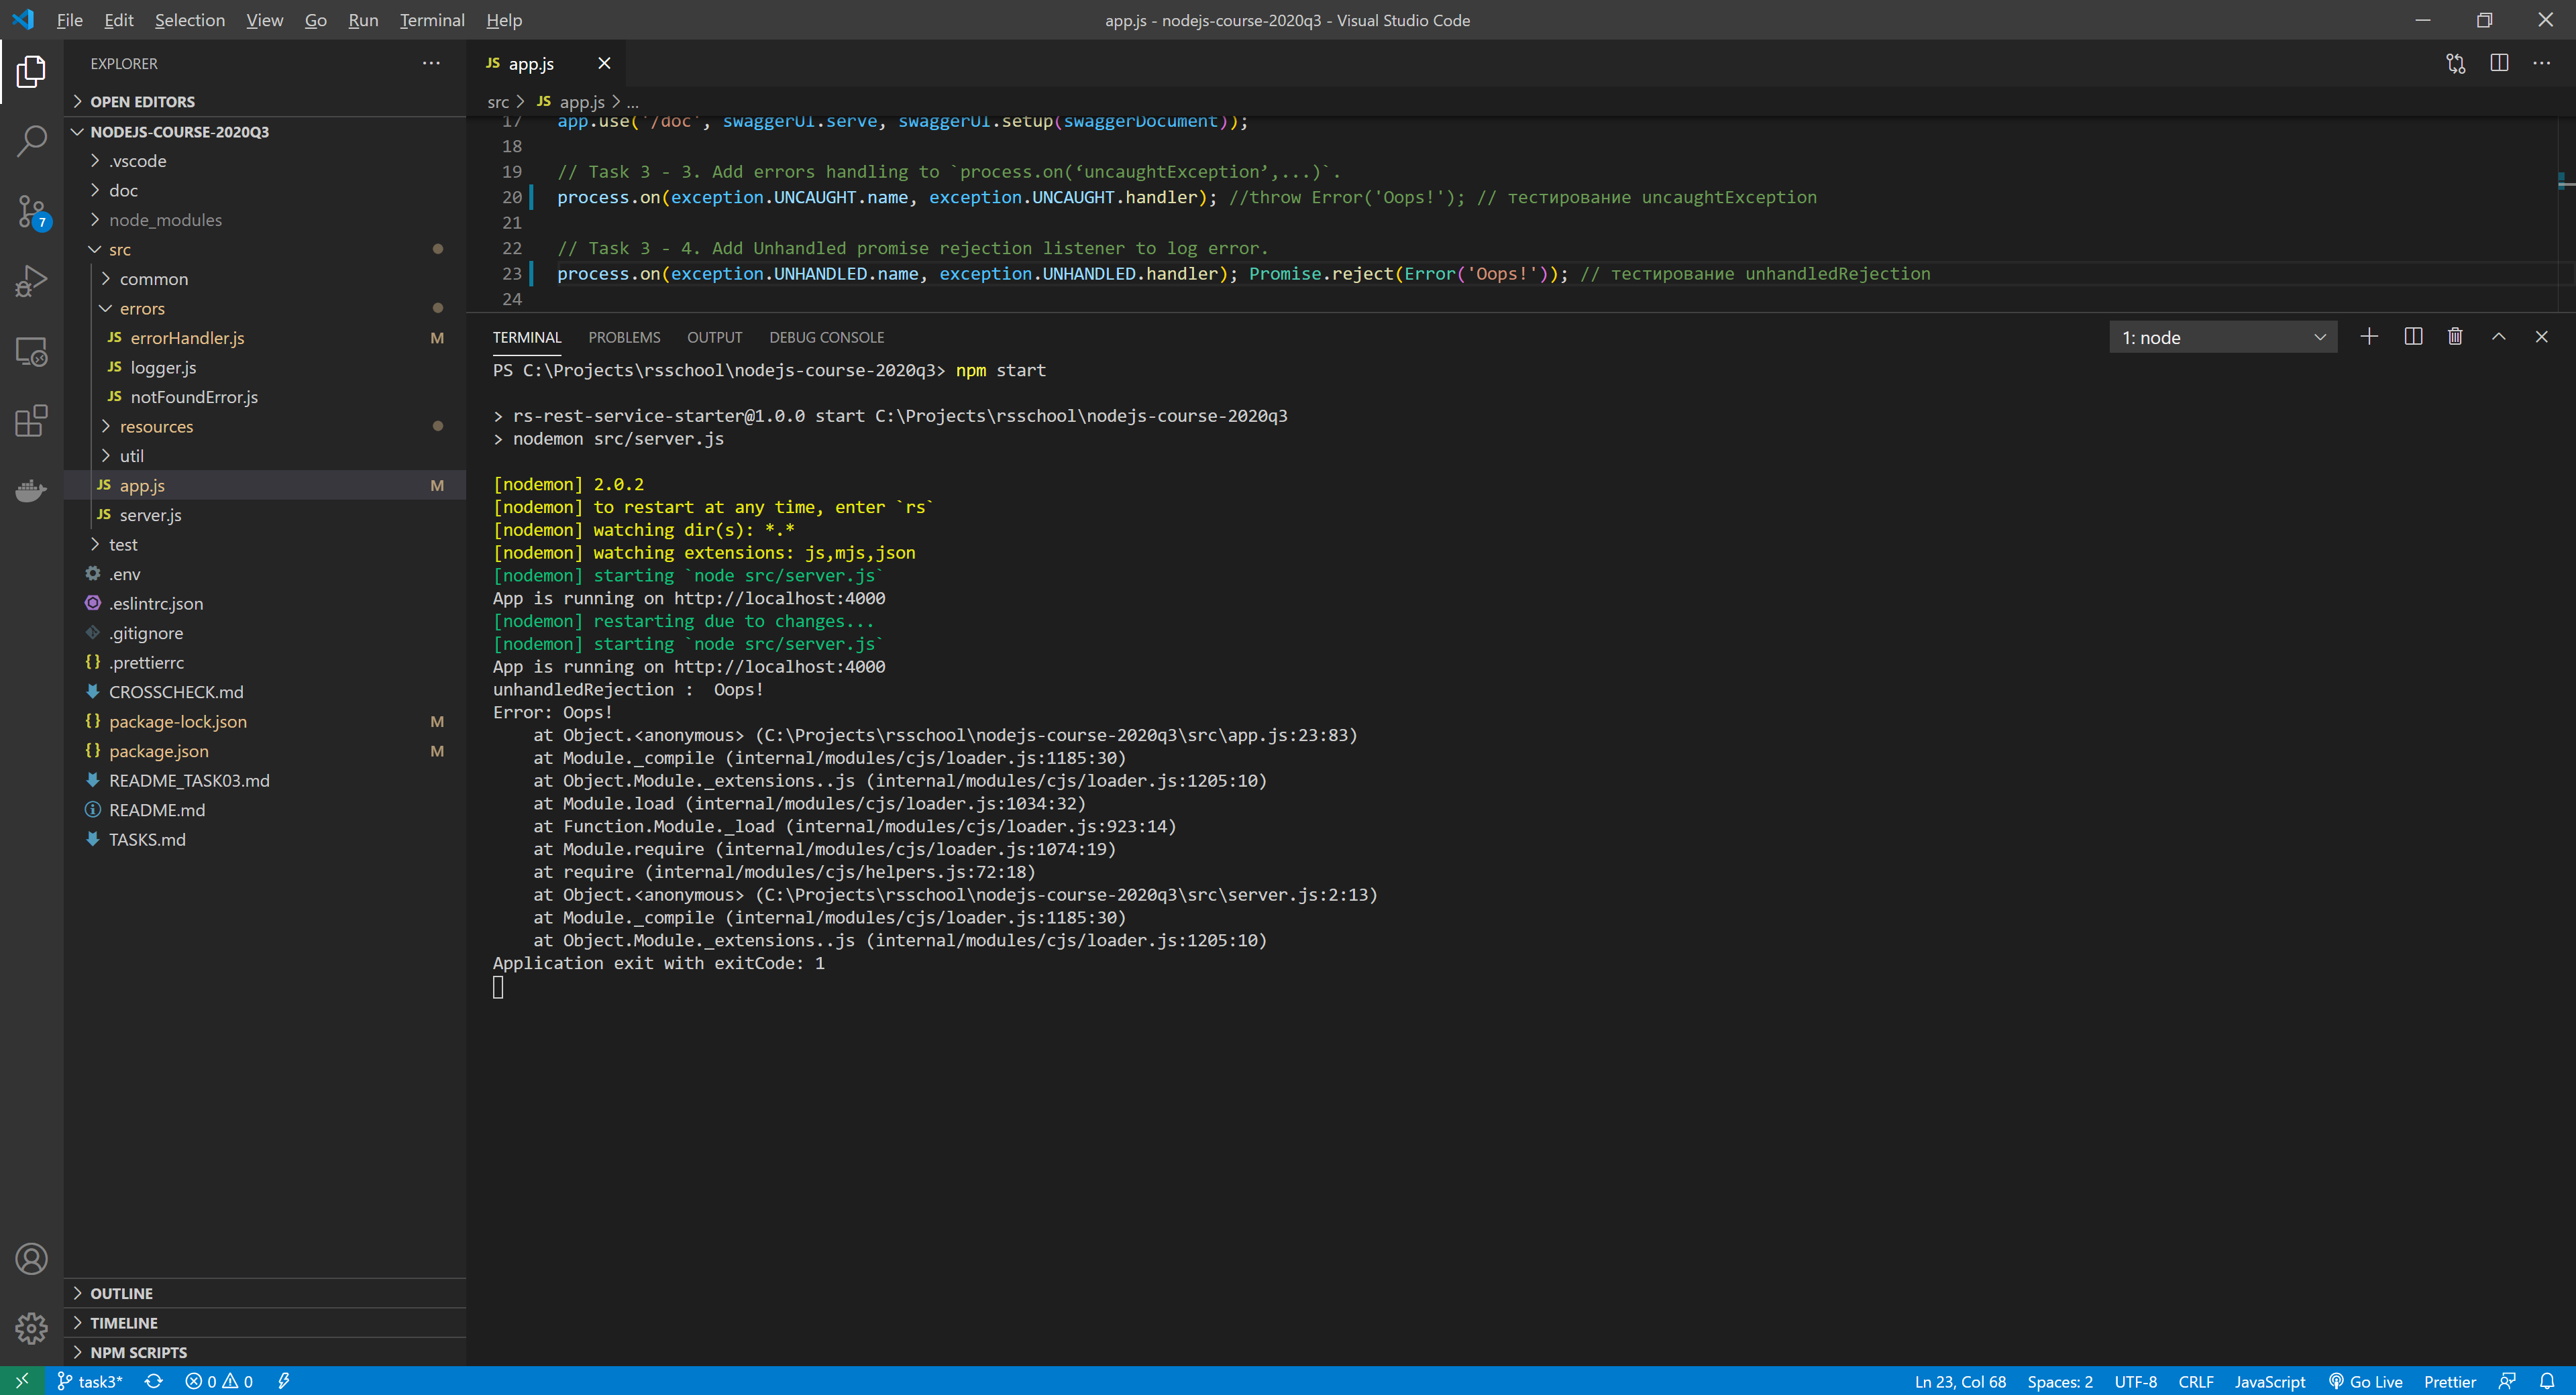 File Edit Selection View Go Run Terminal Help
app.js - nodejs-course-2020q3 - Visual Studio Code
EXPLORER
OPEN EDITORS
NODEJS-COURSE-2020Q3
.vscode
doc
node_modules
src
common
errors
JS errorHandler.js M
JS logger.js
JS notFoundError.js
resources
util
JS app.js M
JS server.js
test
.env
.eslintrc.json
.gitignore
{} .prettierrc
CROSSCHECK.md
{} package-lock.json M
{} package.json M
README_TASK03.md
README.md
TASKS.md
OUTLINE
TIMELINE
NPM SCRIPTS
7
JS app.js
src > JS app.js > ...
17 app.use('/doc', swaggerUI.serve, swaggerUI.setup(swaggerDocument));
18
19 // Task 3 - 3. Add errors handling to `process.on(‘uncaughtException’,...)`.
20 process.on(exception.UNCAUGHT.name, exception.UNCAUGHT.handler); //throw Error('Oops!'); // тестирование uncaughtException
21
22 // Task 3 - 4. Add Unhandled promise rejection listener to log error.
23 process.on(exception.UNHANDLED.name, exception.UNHANDLED.handler); Promise.reject(Error('Oops!')); // тестирование unhandledRejection
24
TERMINAL PROBLEMS OUTPUT DEBUG CONSOLE
1: node
PS C:\Projects\rsschool\nodejs-course-2020q3> npm start
> rs-rest-service-starter@1.0.0 start C:\Projects\rsschool\nodejs-course-2020q3
> nodemon src/server.js
[nodemon] 2.0.2
[nodemon] to restart at any time, enter `rs`
[nodemon] watching dir(s): *.*
[nodemon] watching extensions: js,mjs,json
[nodemon] starting `node src/server.js`
App is running on http://localhost:4000
[nodemon] restarting due to changes...
[nodemon] starting `node src/server.js`
App is running on http://localhost:4000
unhandledRejection :  Oops!
Error: Oops!
at Object.<anonymous> (C:\Projects\rsschool\nodejs-course-2020q3\src\app.js:23:83)
at Module._compile (internal/modules/cjs/loader.js:1185:30)
at Object.Module._extensions..js (internal/modules/cjs/loader.js:1205:10)
at Module.load (internal/modules/cjs/loader.js:1034:32)
at Function.Module._load (internal/modules/cjs/loader.js:923:14)
at Module.require (internal/modules/cjs/loader.js:1074:19)
at require (internal/modules/cjs/helpers.js:72:18)
at Object.<anonymous> (C:\Projects\rsschool\nodejs-course-2020q3\src\server.js:2:13)
at Module._compile (internal/modules/cjs/loader.js:1185:30)
at Object.Module._extensions..js (internal/modules/cjs/loader.js:1205:10)
Application exit with exitCode: 1
task3* 0 0
Ln 23, Col 68 Spaces: 2 UTF-8 CRLF JavaScript Go Live Prettier